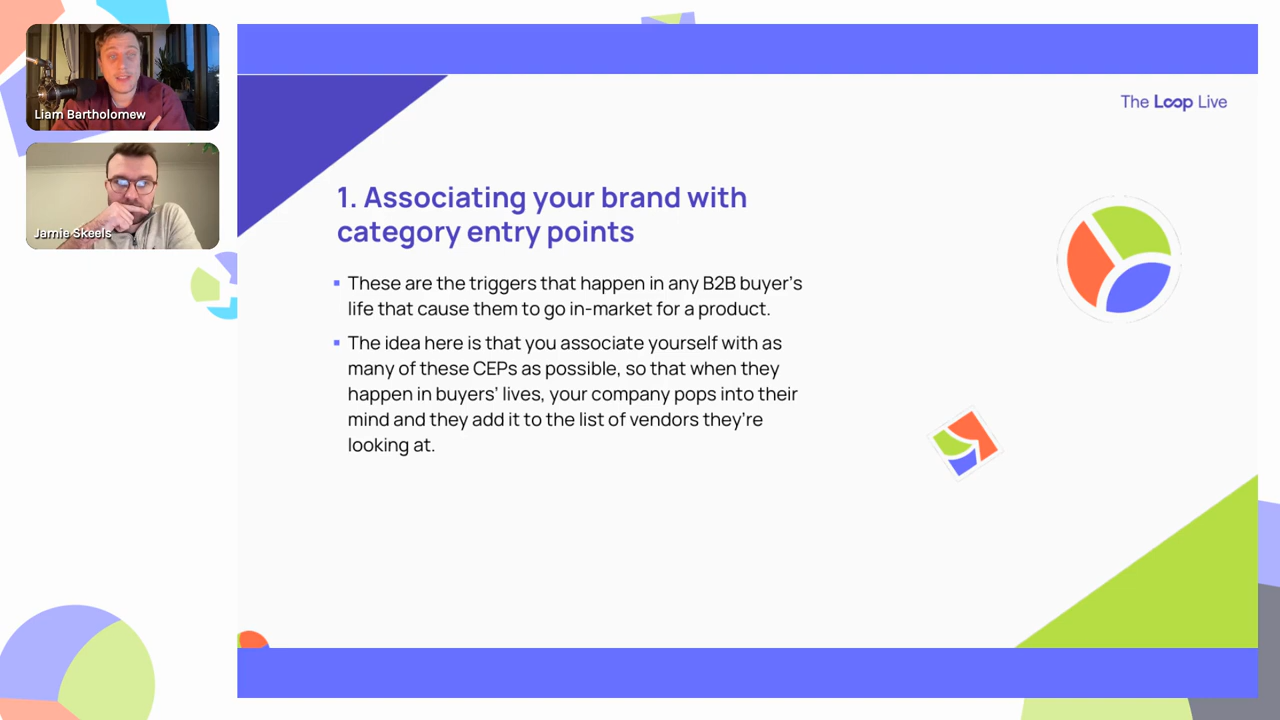 Liam Bartholomew
Jamie Skeels
The Loop Live
1. Associating your brand with
category entry points
These are the triggers that happen in any B2B buyer's
life that cause them to go in-market for a product.
The idea here is that you associate yourself with as
many of these CEPs as possible, so that when they
happen in buyers' lives, your company pops into their
mind and they add it to the list of vendors they're
looking at.